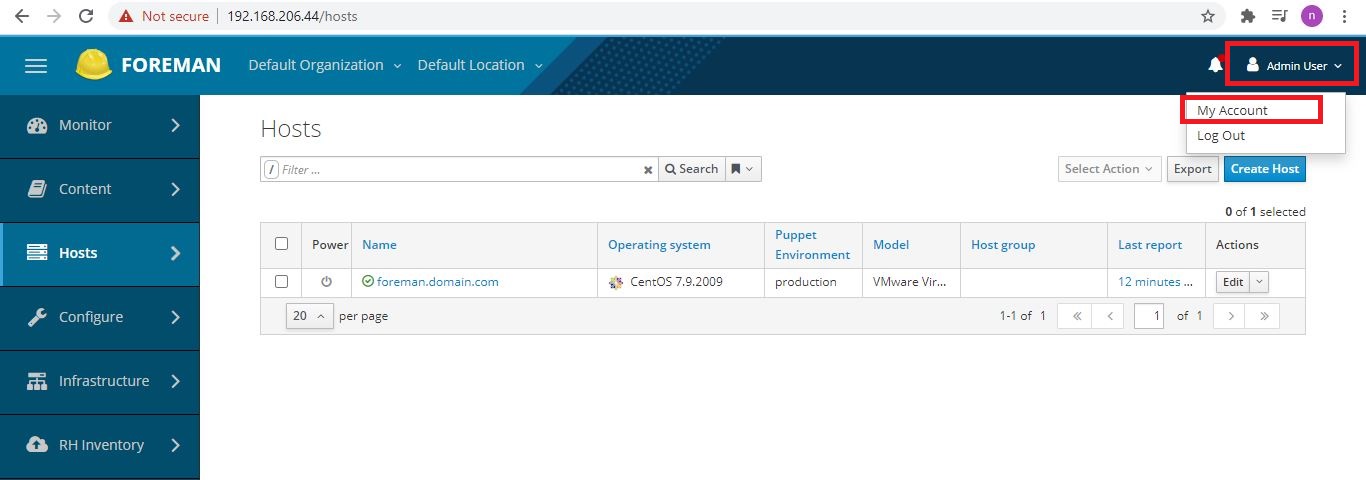 Not secure 192.168.206.44/hosts n
FOREMAN Default Organization Default Location Admin User
My Account
Log Out
Monitor
Content
Hosts
Configure
Infrastructure
RH Inventory
Hosts
/ Filter ... × Search Select Action Export Create Host
0 of 1 selected
Power Name Operating system Puppet Environment Model Host group Last report Actions
foreman.domain.com CentOS 7.9.2009 production VMware Vir... 12 minutes ... Edit
20 per page 1-1 of 1 « < 1 of 1 > »